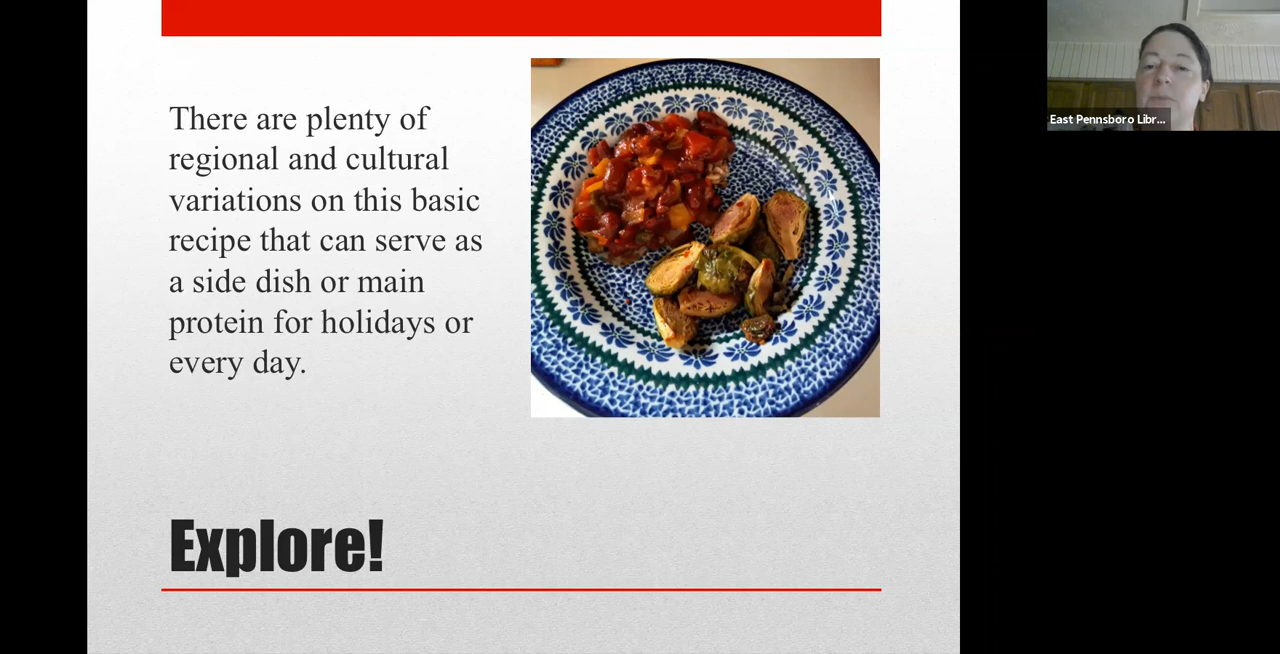 There are plenty of
regional and cultural
variations on this basic
recipe that can serve as
a side dish or main
protein for holidays or
every day.
Explore!
East Pennsboro Libr...